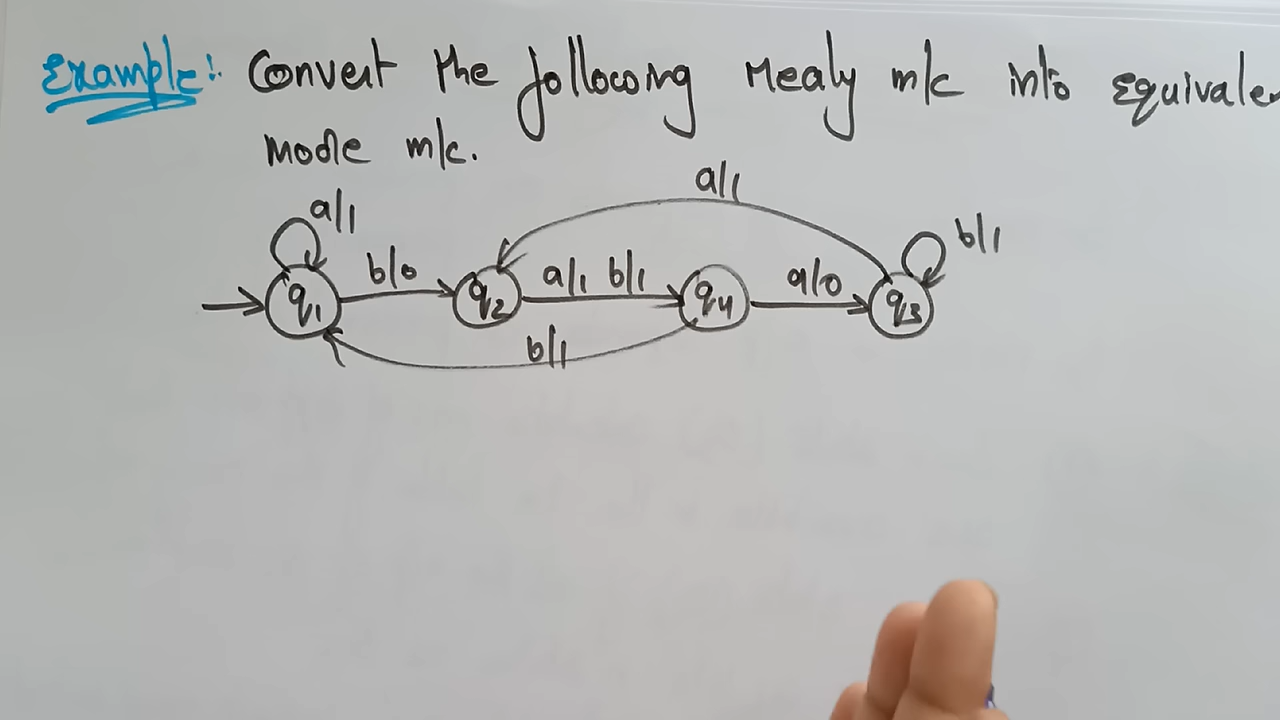 Example:- Convert the following Mealy m/c into Equivale
moore m/c.
a/1
a/1 b/0 a/1 b/1 a/0 b/1
q1 q2 q4 q3
b/1